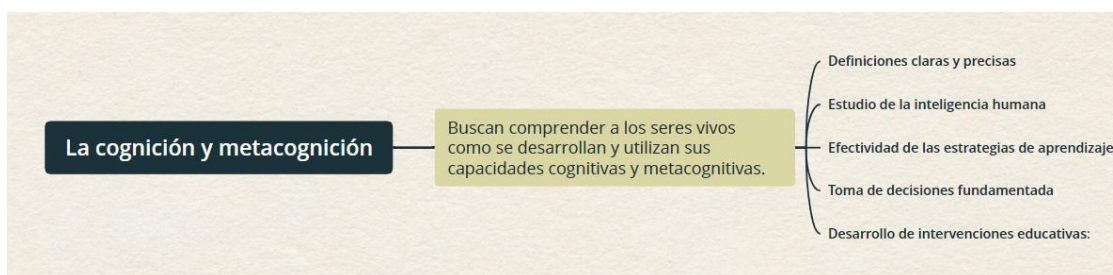 La cognición y metacognición
Buscan comprender a los seres vivos
como se desarrollan y utilizan sus
capacidades cognitivas y metacognitivas.
Definiciones claras y precisas
Estudio de la inteligencia humana
Efectividad de las estrategias de aprendizaje
Toma de decisiones fundamentada
Desarrollo de intervenciones educativas: